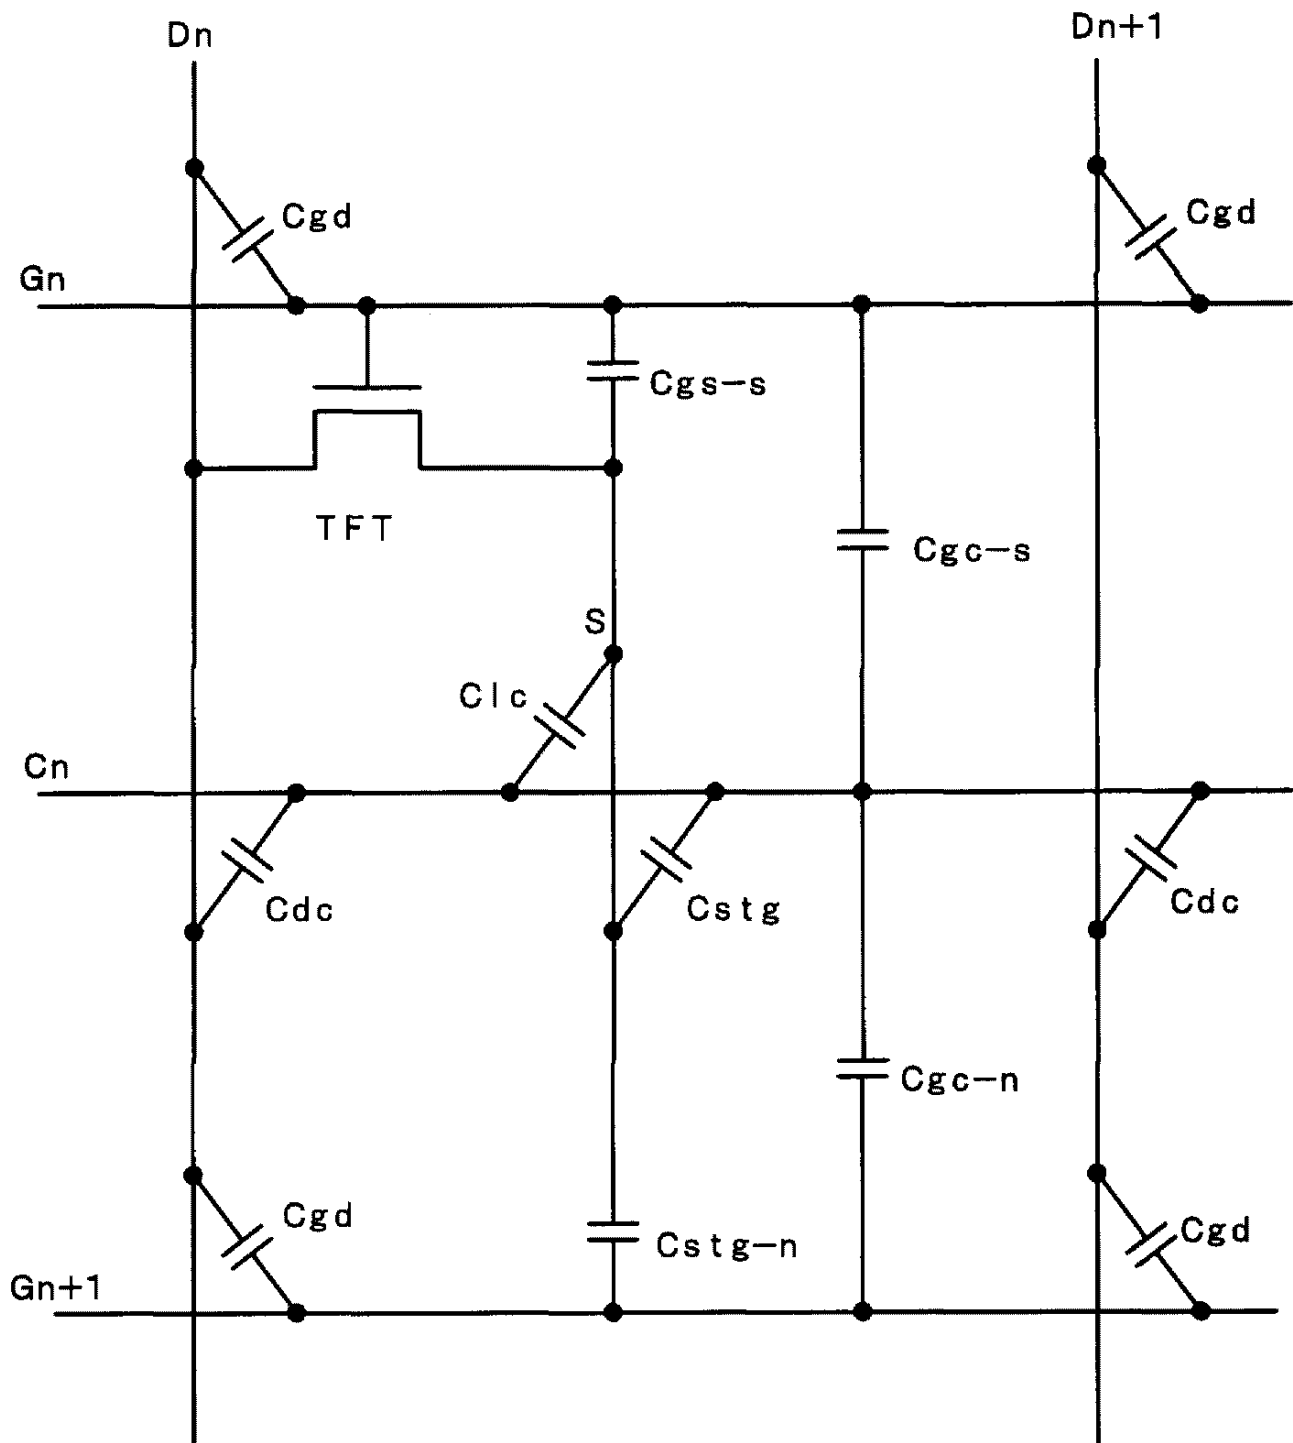 Dn
Dn+1
Cgd
Cgd
Gn
Cgs-s
TFT
Cgc-s
S
Clc
Cn
Cdc
Cstg
Cdc
Cgc-n
Cgd
Cstg-n
Cgd
Gn+1